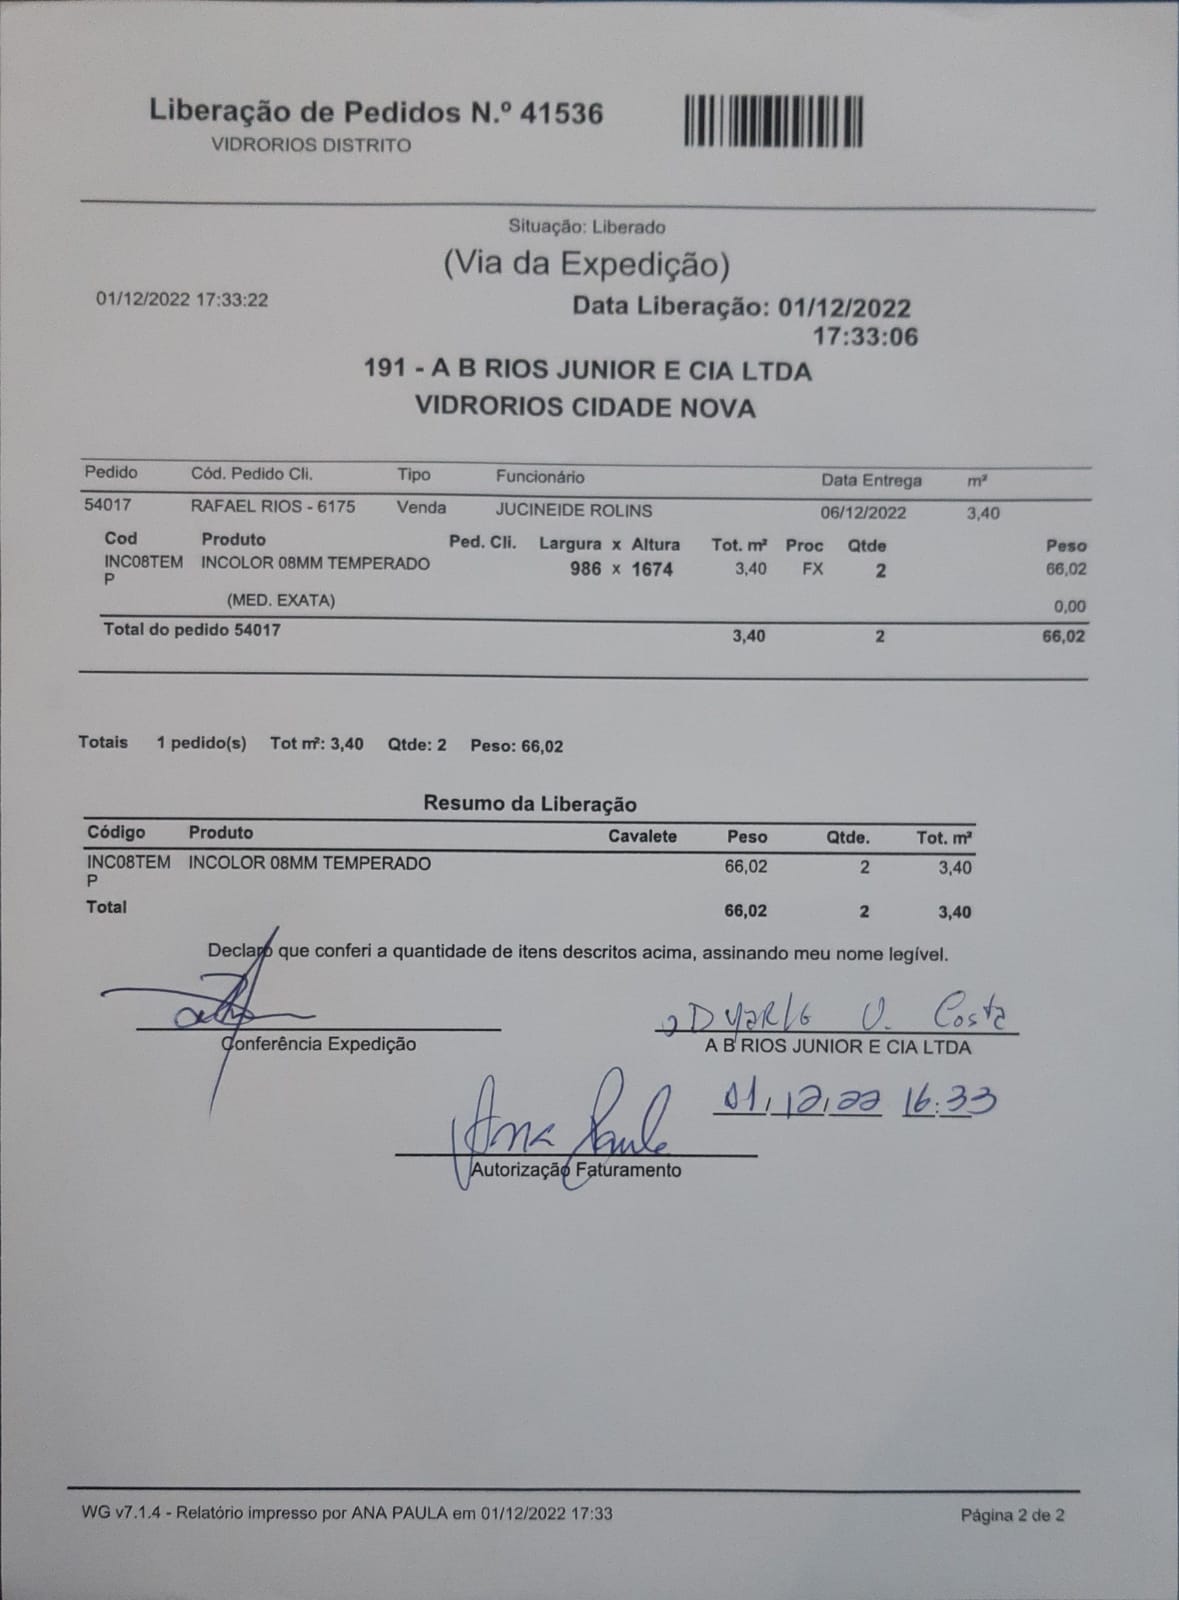 Liberação de Pedidos N.º 41536
VIDRORIOS DISTRITO
Situação: Liberado
(Via da Expedição)
01/12/2022 17:33:22
Data Liberação: 01/12/2022
17:33:06
191 - A B RIOS JUNIOR E CIA LTDA
VIDRORIOS CIDADE NOVA
Pedido Cód. Pedido Cli. Tipo Funcionário Data Entrega m²
54017 RAFAEL RIOS - 6175 Venda JUCINEIDE ROLINS 06/12/2022 3,40
Cod Produto Ped. Cli. Largura x Altura Tot. m² Proc Qtde Peso
INC08TEM INCOLOR 08MM TEMPERADO 986 x 1674 3,40 FX 2 66,02
P
(MED. EXATA) 0,00
Total do pedido 54017 3,40 2 66,02
Totais 1 pedido(s) Tot m²: 3,40 Qtde: 2 Peso: 66,02
Resumo da Liberação
Código Produto Cavalete Peso Qtde. Tot. m²
INC08TEM INCOLOR 08MM TEMPERADO 66,02 2 3,40
P
Total 66,02 2 3,40
Declaro que conferi a quantidade de itens descritos acima, assinando meu nome legível.
V. Costa
Conferência Expedição A B RIOS JUNIOR E CIA LTDA
01,12,22 16:33
Ana Paula
Autorização Faturamento
WG v7.1.4 - Relatório impresso por ANA PAULA em 01/12/2022 17:33 Página 2 de 2